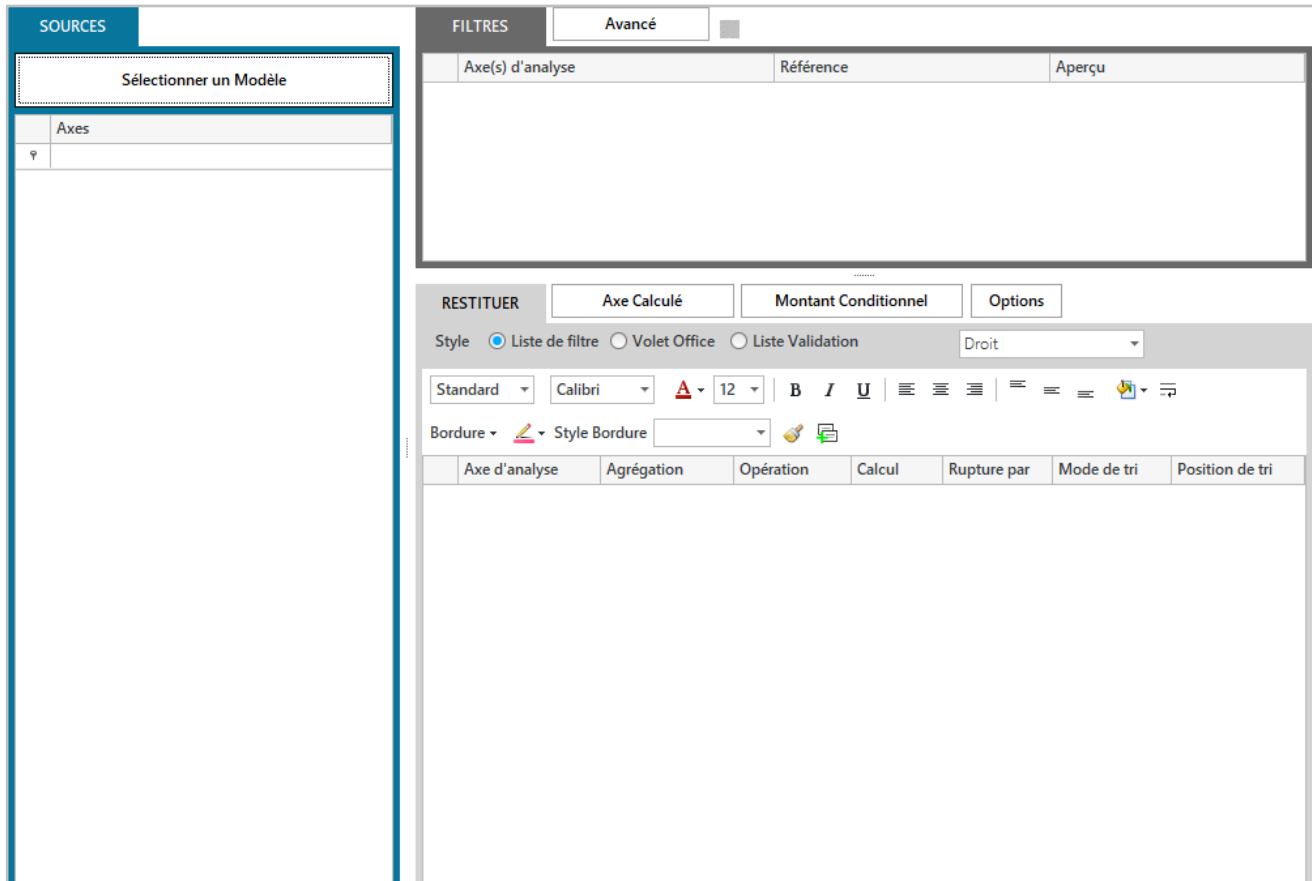 SOURCES
Sélectionner un Modèle
Axes
FILTRES Avancé
Axe(s) d'analyse Référence Aperçu
RESTITUER Axe Calculé Montant Conditionnel Options
Style Liste de filtre Volet Office Liste Validation Droit
Standard Calibri A 12 B I U
Bordure Style Bordure
Axe d'analyse Agrégation Opération Calcul Rupture par Mode de tri Position de tri